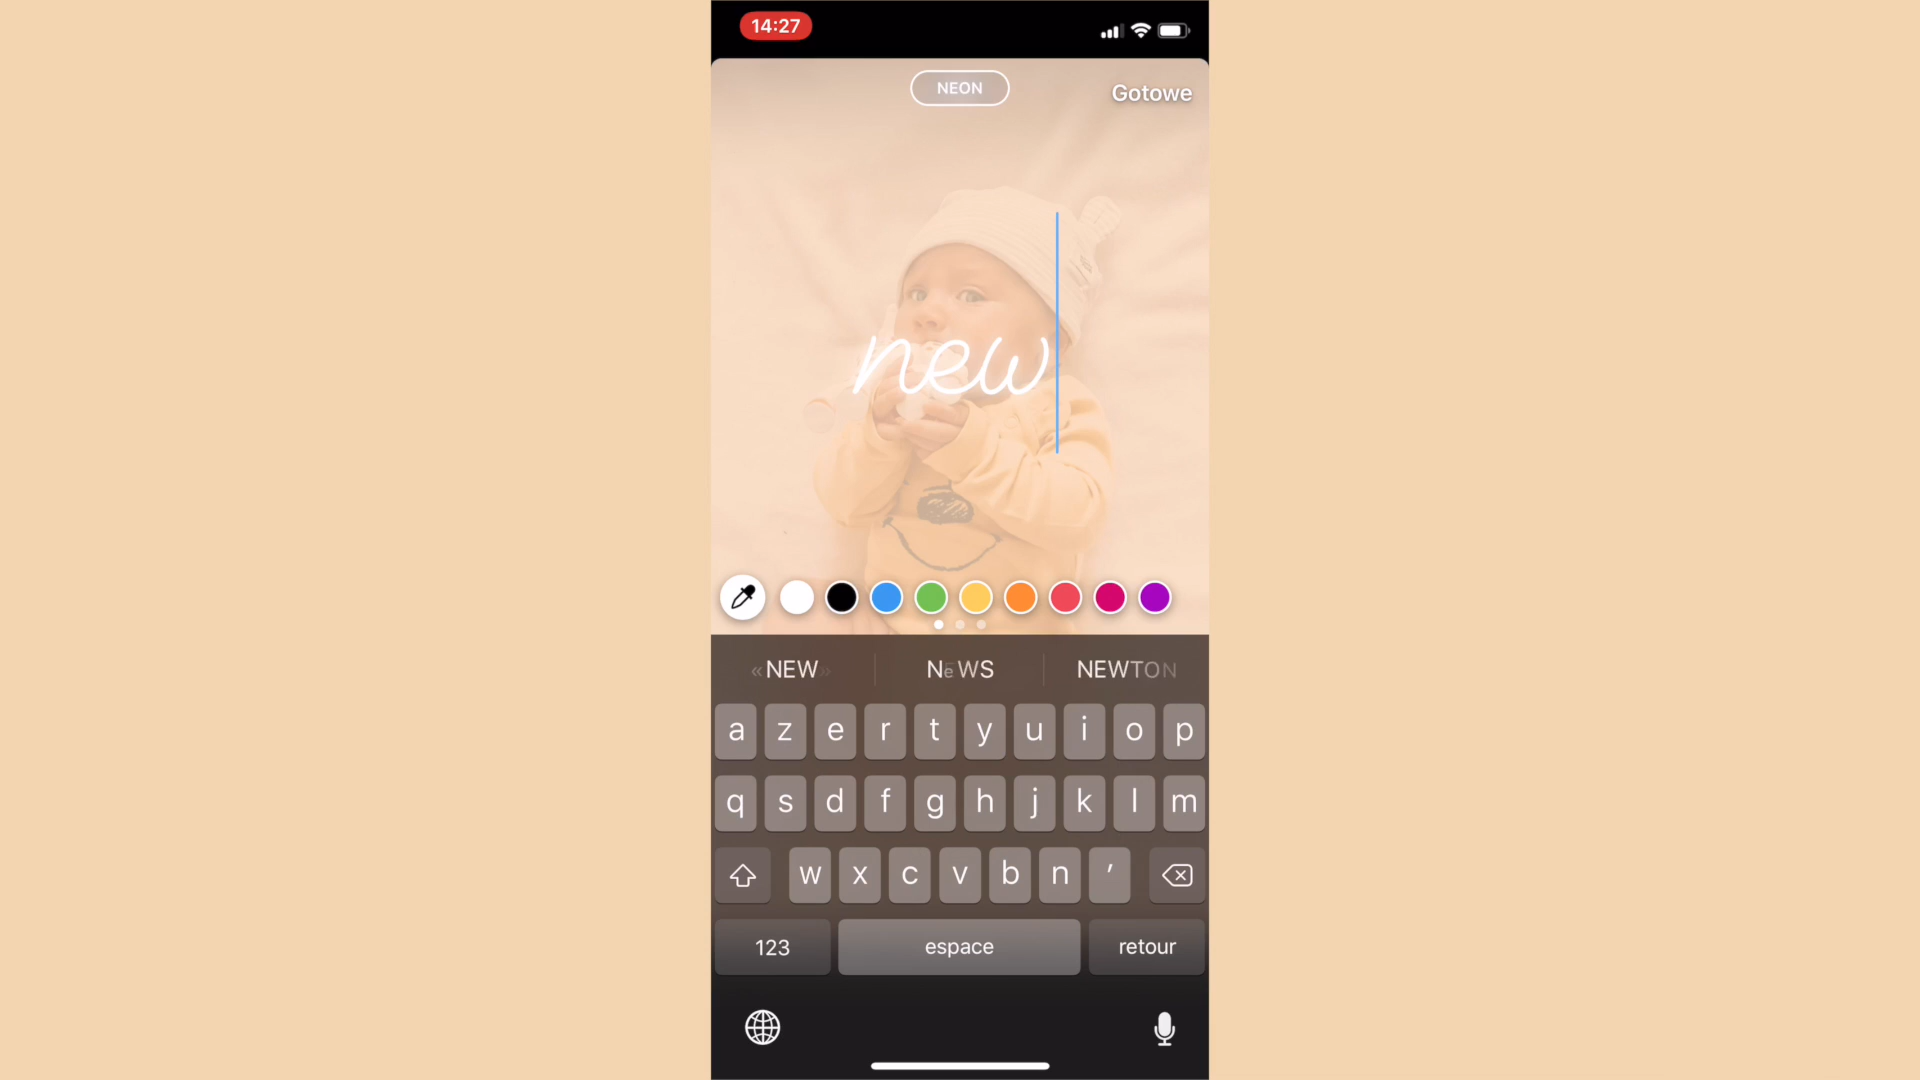 14:27
NEON
Gotowe
new
«NEW» NeWS NEWTON
a z e r t y u i o p
q s d f g h j k l m
w x c v b n ′
123 espace retour